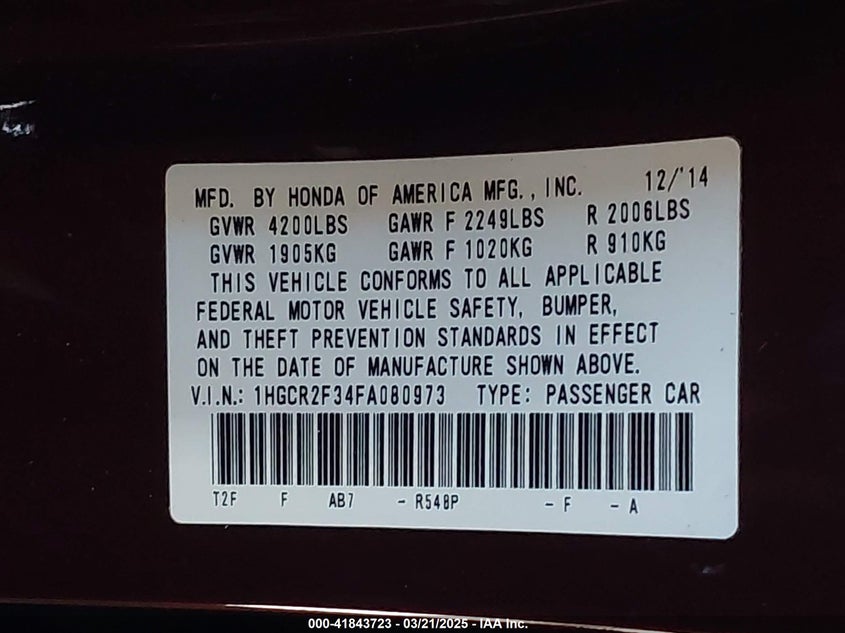 MFD. BY HONDA OF AMERICA MFG., INC. 12/'14
GVWR 4200LBS GAWR F 2249LBS R 2006LBS
GVWR 1905KG GAWR F 1020KG R 910KG
THIS VEHICLE CONFORMS TO ALL APPLICABLE
FEDERAL MOTOR VEHICLE SAFETY, BUMPER,
AND THEFT PREVENTION STANDARDS IN EFFECT
ON THE DATE OF MANUFACTURE SHOWN ABOVE.
V.I.N.: 1HGCR2F34FA080973 TYPE: PASSENGER CAR
T2F F AB7 - R548P - F - A
000-41843723 - 03/21/2025 - IAA Inc.